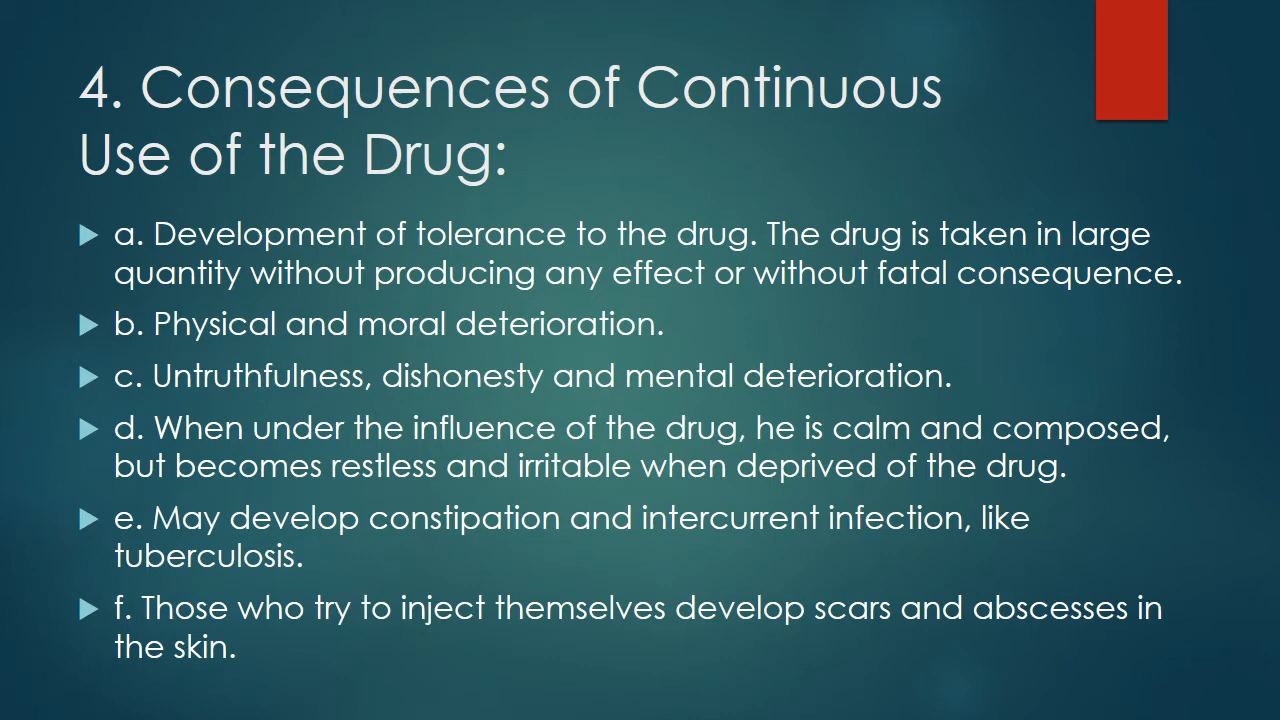 4. Consequences of Continuous
Use of the Drug:
a. Development of tolerance to the drug. The drug is taken in large
quantity without producing any effect or without fatal consequence.
b. Physical and moral deterioration.
c. Untruthfulness, dishonesty and mental deterioration.
d. When under the influence of the drug, he is calm and composed,
but becomes restless and irritable when deprived of the drug.
e. May develop constipation and intercurrent infection, like
tuberculosis.
f. Those who try to inject themselves develop scars and abscesses in
the skin.